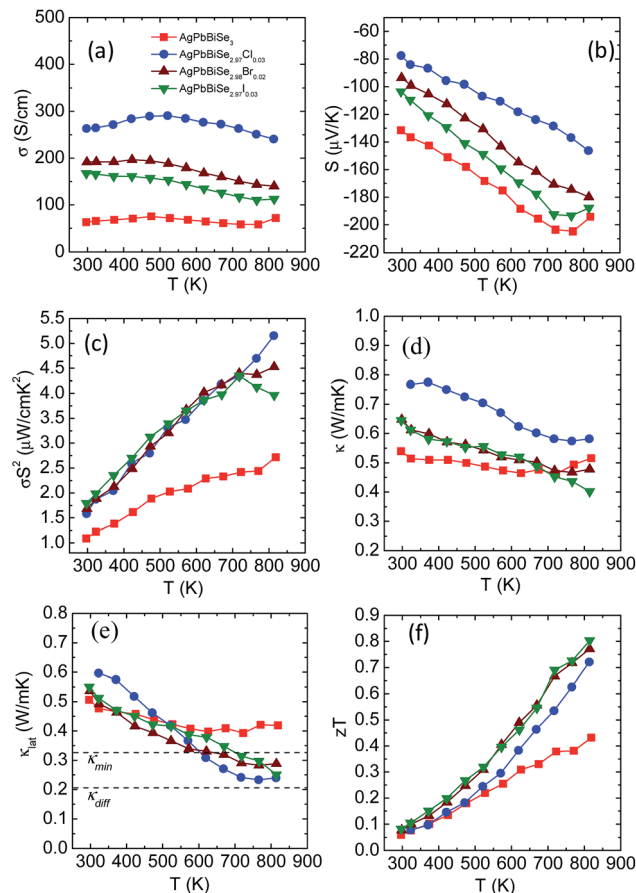 (a)
AgPbBiSe3
AgPbBiSe2.97Cl0.03
AgPbBiSe2.98Br0.02
AgPbBiSe2.97I0.03
σ (S/cm)
500
400
300
200
100
0
300 400 500 600 700 800 900
T (K)
(b)
S (μV/K)
-60
-80
-100
-120
-140
-160
-180
-200
-220
300 400 500 600 700 800 900
T (K)
(c)
σS² (μW/cmK²)
5.5
5.0
4.5
4.0
3.5
3.0
2.5
2.0
1.5
1.0
300 400 500 600 700 800 900
T (K)
(d)
κ (W/mK)
1.0
0.9
0.8
0.7
0.6
0.5
0.4
0.3
0.2
300 400 500 600 700 800 900
T (K)
(e)
κlat (W/mK)
0.8
0.7
0.6
0.5
0.4
0.3
0.2
0.1
0.0
κmin
κdiff
300 400 500 600 700 800 900
T (K)
(f)
zT
0.9
0.8
0.7
0.6
0.5
0.4
0.3
0.2
0.1
0.0
300 400 500 600 700 800 900
T (K)